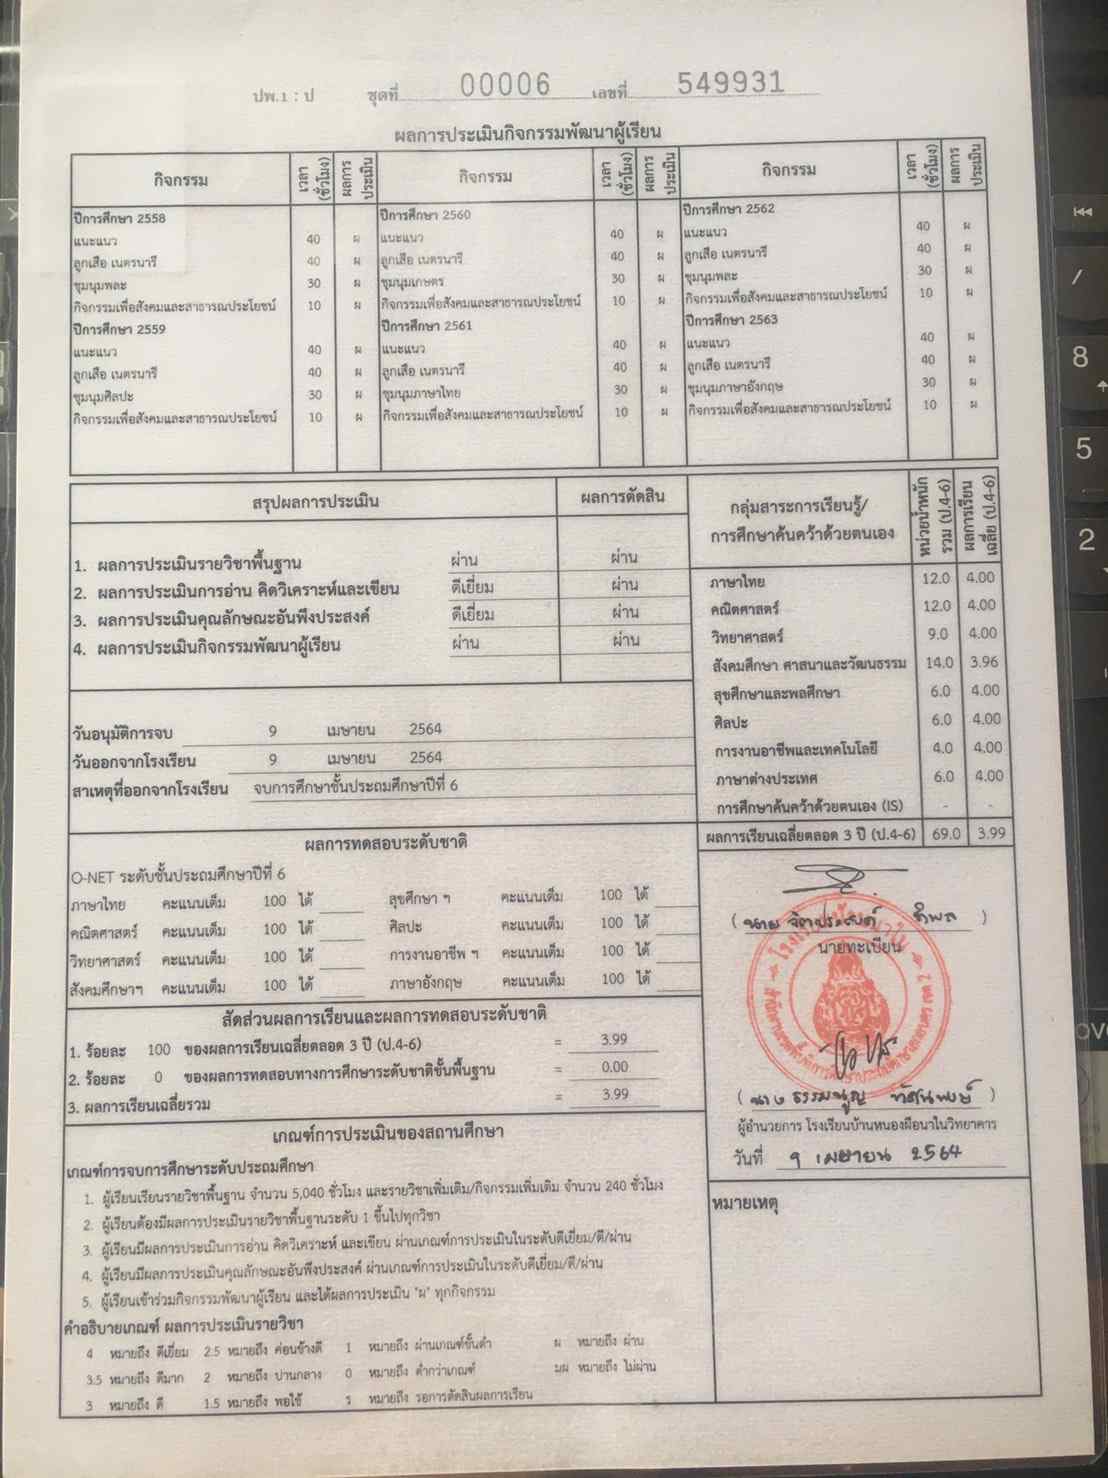 ปพ.1 : ป ชุดที่ 00006 เลขที่ 549931
ผลการประเมินกิจกรรมพัฒนาผู้เรียน
กิจกรรม เวลา (ชั่วโมง) ผลการประเมิน กิจกรรม เวลา (ชั่วโมง) ผลการประเมิน กิจกรรม เวลา (ชั่วโมง) ผลการประเมิน
ปีการศึกษา 2558 ปีการศึกษา 2560 ปีการศึกษา 2562
แนะแนว 40 ผ แนะแนว 40 ผ แนะแนว 40 ผ
ลูกเสือ เนตรนารี 40 ผ ลูกเสือ เนตรนารี 40 ผ ลูกเสือ เนตรนารี 40 ผ
ชุมนุมพละ 30 ผ ชุมนุมเกษตร 30 ผ ชุมนุมพละ 30 ผ
กิจกรรมเพื่อสังคมและสาธารณประโยชน์ 10 ผ กิจกรรมเพื่อสังคมและสาธารณประโยชน์ 10 ผ กิจกรรมเพื่อสังคมและสาธารณประโยชน์ 10 ผ
ปีการศึกษา 2559 ปีการศึกษา 2561 ปีการศึกษา 2563
แนะแนว 40 ผ แนะแนว 40 ผ แนะแนว 40 ผ
ลูกเสือ เนตรนารี 40 ผ ลูกเสือ เนตรนารี 40 ผ ลูกเสือ เนตรนารี 40 ผ
ชุมนุมศิลปะ 30 ผ ชุมนุมภาษาไทย 30 ผ ชุมนุมภาษาอังกฤษ 30 ผ
กิจกรรมเพื่อสังคมและสาธารณประโยชน์ 10 ผ กิจกรรมเพื่อสังคมและสาธารณประโยชน์ 10 ผ กิจกรรมเพื่อสังคมและสาธารณประโยชน์ 10 ผ
สรุปผลการประเมิน ผลการตัดสิน
1. ผลการประเมินรายวิชาพื้นฐาน ผ่าน ผ่าน
2. ผลการประเมินการอ่าน คิดวิเคราะห์และเขียน ดีเยี่ยม ผ่าน
3. ผลการประเมินคุณลักษณะอันพึงประสงค์ ดีเยี่ยม ผ่าน
4. ผลการประเมินกิจกรรมพัฒนาผู้เรียน ผ่าน ผ่าน
วันอนุมัติการจบ 9 เมษายน 2564
วันออกจากโรงเรียน 9 เมษายน 2564
สาเหตุที่ออกจากโรงเรียน จบการศึกษาชั้นประถมศึกษาปีที่ 6
กลุ่มสาระการเรียนรู้/
การศึกษาค้นคว้าด้วยตนเอง
หน่วยน้ำหนัก
รวม (ป.4-6)
ผลการเรียน
เฉลี่ย (ป.4-6)
ภาษาไทย 12.0 4.00
คณิตศาสตร์ 12.0 4.00
วิทยาศาสตร์ 9.0 4.00
สังคมศึกษา ศาสนาและวัฒนธรรม 14.0 3.96
สุขศึกษาและพลศึกษา 6.0 4.00
ศิลปะ 6.0 4.00
การงานอาชีพและเทคโนโลยี 4.0 4.00
ภาษาต่างประเทศ 6.0 4.00
การศึกษาค้นคว้าด้วยตนเอง (IS) - -
ผลการเรียนเฉลี่ยตลอด 3 ปี (ป.4-6) 69.0 3.99
ผลการทดสอบระดับชาติ
O-NET ระดับชั้นประถมศึกษาปีที่ 6
ภาษาไทย คะแนนเต็ม 100 ได้ สุขศึกษา ฯ คะแนนเต็ม 100 ได้
คณิตศาสตร์ คะแนนเต็ม 100 ได้ ศิลปะ คะแนนเต็ม 100 ได้
วิทยาศาสตร์ คะแนนเต็ม 100 ได้ การงานอาชีพ ฯ คะแนนเต็ม 100 ได้
สังคมศึกษาฯ คะแนนเต็ม 100 ได้ ภาษาอังกฤษ คะแนนเต็ม 100 ได้
สัดส่วนผลการเรียนและผลการทดสอบระดับชาติ
1. ร้อยละ 100 ของผลการเรียนเฉลี่ยตลอด 3 ปี (ป.4-6) = 3.99
2. ร้อยละ 0 ของผลการทดสอบทางการศึกษาระดับชาติขั้นพื้นฐาน = 0.00
3. ผลการเรียนเฉลี่ยรวม = 3.99
นายทะเบียน
ผู้อำนวยการ โรงเรียนบ้านหนองผือนาในวิทยาคาร
วันที่ 9 เมษายน 2564
เกณฑ์การประเมินของสถานศึกษา
เกณฑ์การจบการศึกษาระดับประถมศึกษา
1. ผู้เรียนเรียนรายวิชาพื้นฐาน จำนวน 5,040 ชั่วโมง และรายวิชาเพิ่มเติม/กิจกรรมเพิ่มเติม จำนวน 240 ชั่วโมง
2. ผู้เรียนต้องมีผลการประเมินรายวิชาพื้นฐานระดับ 1 ขึ้นไปทุกวิชา
3. ผู้เรียนมีผลการประเมินการอ่าน คิดวิเคราะห์ และเขียน ผ่านเกณฑ์การประเมินในระดับดีเยี่ยม/ดี/ผ่าน
4. ผู้เรียนมีผลการประเมินคุณลักษณะอันพึงประสงค์ ผ่านเกณฑ์การประเมินในระดับดีเยี่ยม/ดี/ผ่าน
5. ผู้เรียนเข้าร่วมกิจกรรมพัฒนาผู้เรียน และได้ผลการประเมิน "ผ" ทุกกิจกรรม
คำอธิบายเกณฑ์ ผลการประเมินรายวิชา
4 หมายถึง ดีเยี่ยม 2.5 หมายถึง ค่อนข้างดี 1 หมายถึง ผ่านเกณฑ์ขั้นต่ำ ผ หมายถึง ผ่าน
3.5 หมายถึง ดีมาก 2 หมายถึง ปานกลาง 0 หมายถึง ต่ำกว่าเกณฑ์ มผ หมายถึง ไม่ผ่าน
3 หมายถึง ดี 1.5 หมายถึง พอใช้ ร หมายถึง รอการตัดสินผลการเรียน
หมายเหตุ
/
8
5
2